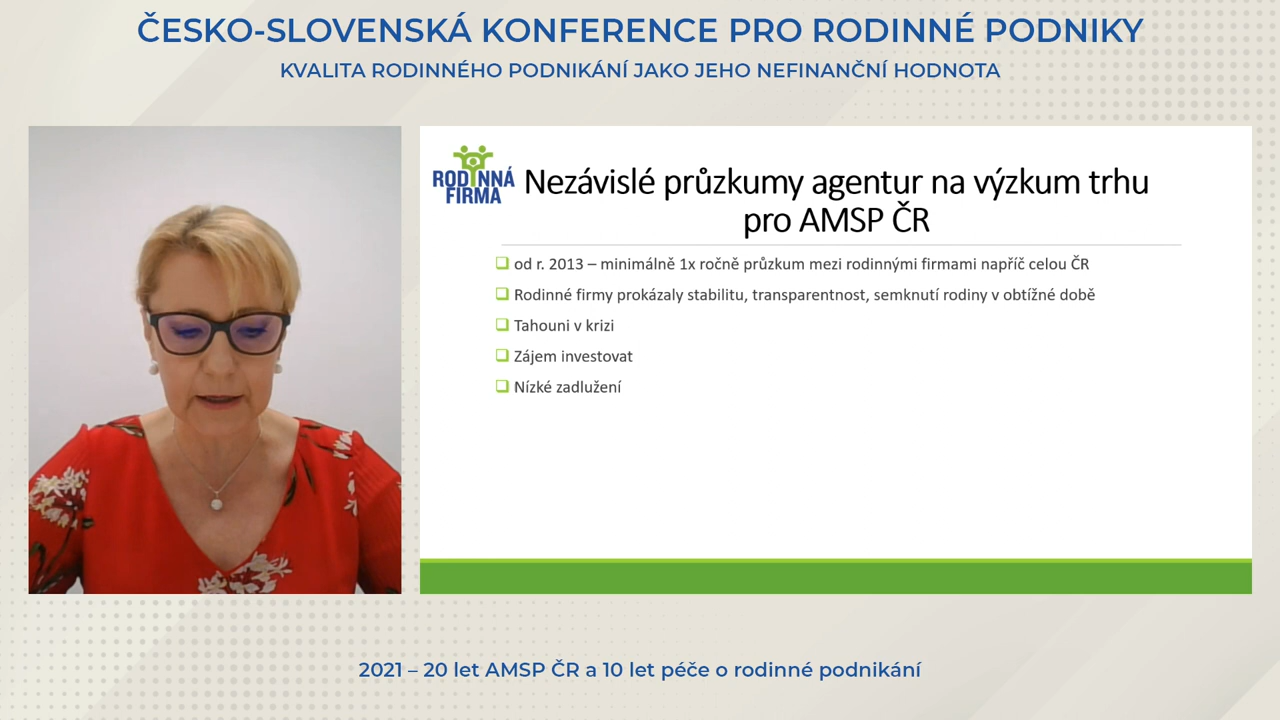 ČESKO-SLOVENSKÁ KONFERENCE PRO RODINNÉ PODNIKY
KVALITA RODINNÉHO PODNIKÁNÍ JAKO JEHO NEFINANČNÍ HODNOTA
RODINNÁ
FIRMA
Nezávislé průzkumy agentur na výzkum trhu
pro AMSP ČR
od r. 2013 – minimálně 1x ročně průzkum mezi rodinnými firmami napříč celou ČR
Rodinné firmy prokázaly stabilitu, transparentnost, semknutí rodiny v obtížné době
Tahouni v krizi
Zájem investovat
Nízké zadlužení
2021 – 20 let AMSP ČR a 10 let péče o rodinné podnikání